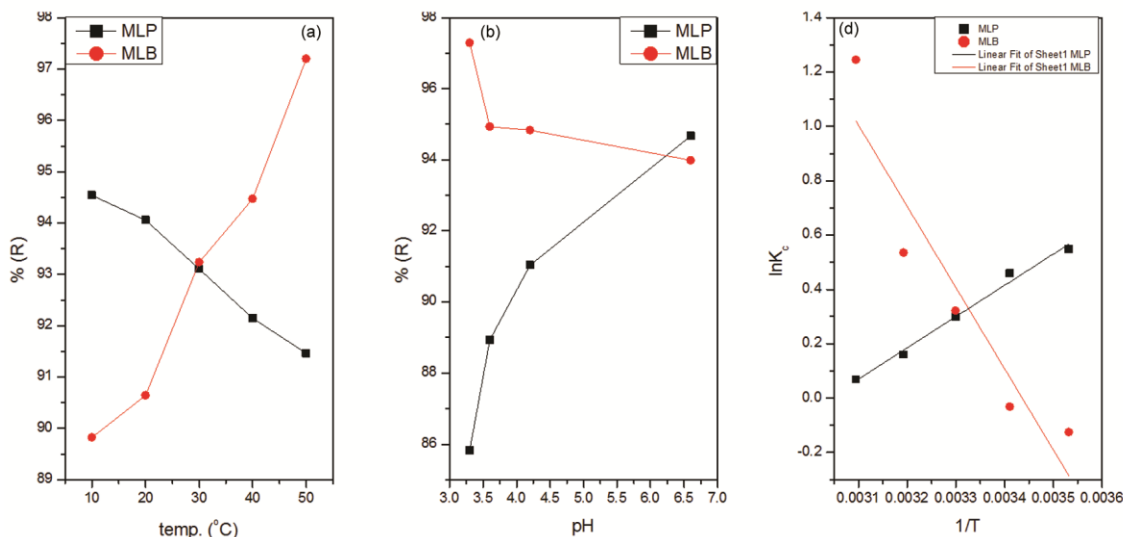 (a)
MLP
MLB
98
97
96
95
94
93
92
91
90
89
% (R)
10 20 30 40 50
temp. (°C)
(b)
MLP
MLB
98
96
94
92
90
88
86
% (R)
3.0 3.5 4.0 4.5 5.0 5.5 6.0 6.5 7.0
pH
(d)
MLP
MLB
Linear Fit of Sheet1 MLP
Linear Fit of Sheet1 MLB
1.4
1.2
1.0
0.8
0.6
0.4
0.2
0.0
-0.2
lnKc
0.0031 0.0032 0.0033 0.0034 0.0035 0.0036
1/T